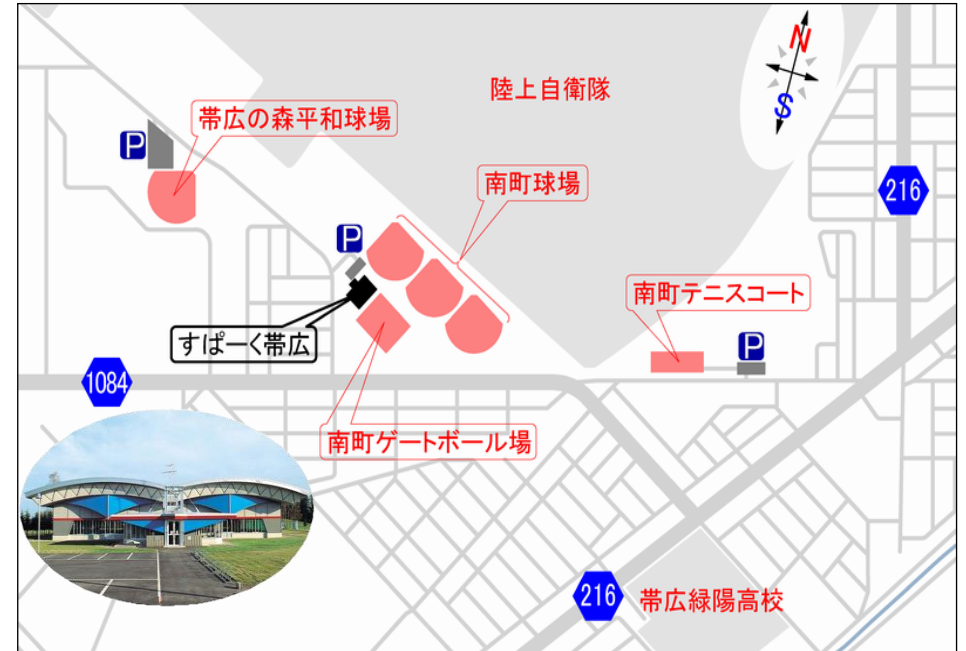 N
S
陸上自衛隊
帯広の森平和球場
P
南町球場
216
P
南町テニスコート
すぱーく帯広
P
1084
南町ゲートボール場
216
帯広緑陽高校